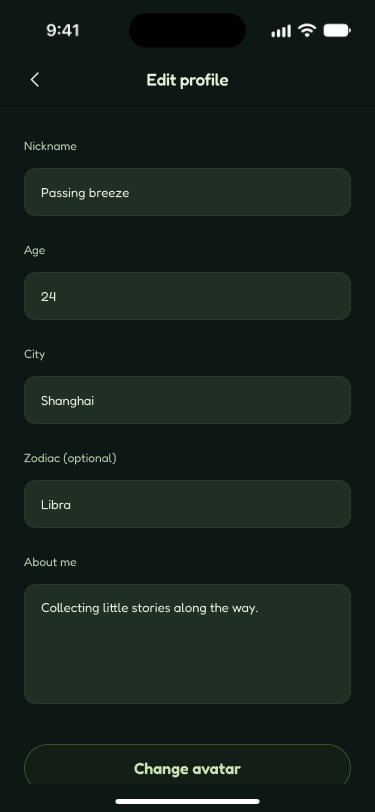 9:41
Edit profile
Nickname
Passing breeze
Age
24
City
Shanghai
Zodiac (optional)
Libra
About me
Collecting little stories along the way.
Change avatar